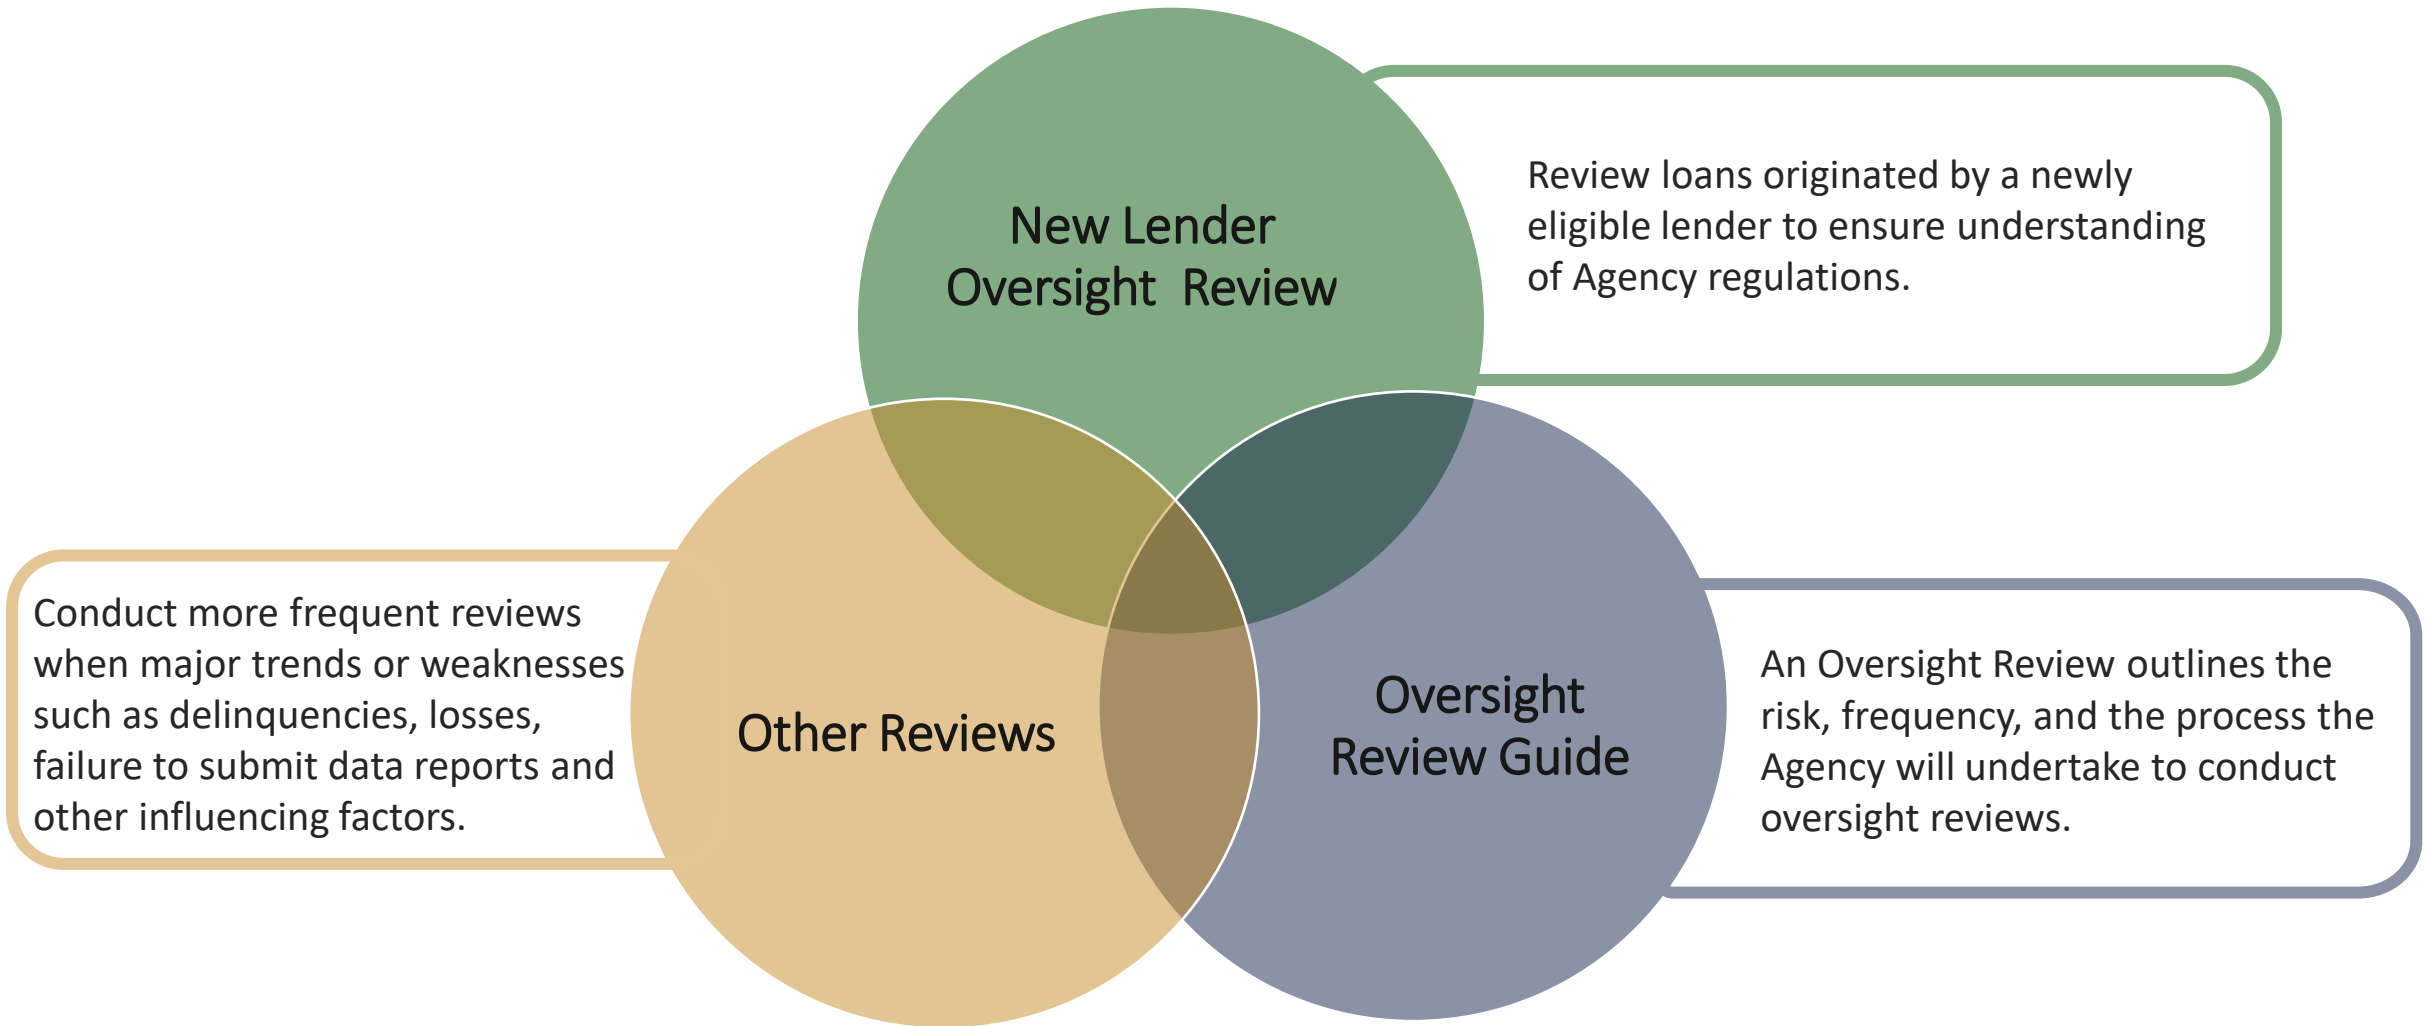 New Lender
Oversight  Review
Review loans originated by a newly
eligible lender to ensure understanding
of Agency regulations.
Conduct more frequent reviews
when major trends or weaknesses
such as delinquencies, losses,
failure to submit data reports and
other influencing factors.
Other Reviews
Oversight
Review Guide
An Oversight Review outlines the
risk, frequency, and the process the
Agency will undertake to conduct
oversight reviews.